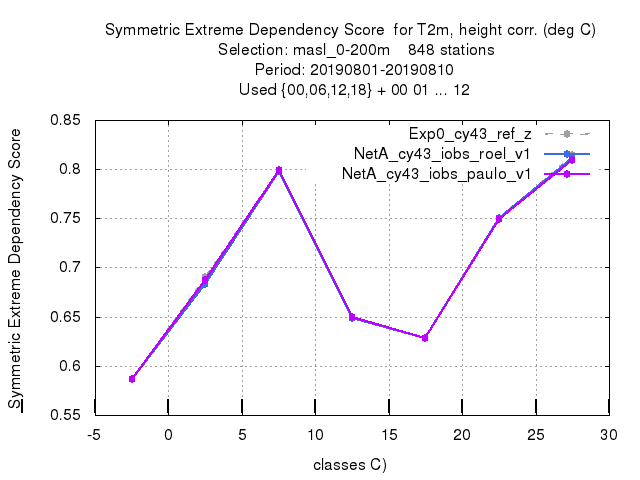 Symmetric Extreme Dependency Score  for T2m, height corr. (deg C)
Selection: masl_0-200m    848 stations
Period: 20190801-20190810
Used {00,06,12,18} + 00 01 ... 12
Symmetric Extreme Dependency Score
0.85
0.8
0.75
0.7
0.65
0.6
0.55
Exp0_cy43_ref_z
NetA_cy43_iobs_roel_v1
NetA_cy43_iobs_paulo_v1
-5 0 5 10 15 20 25 30
classes C)